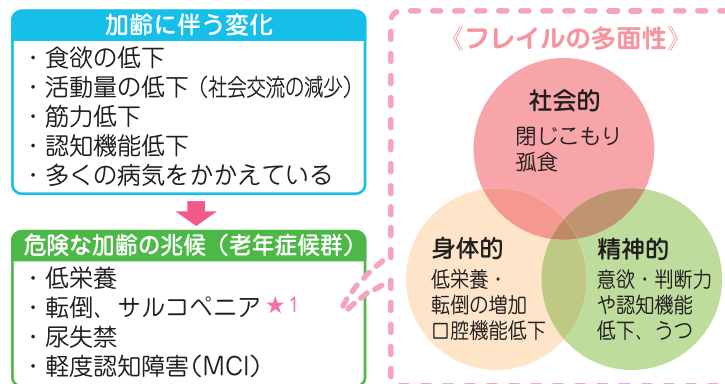 加齢に伴う変化
・食欲の低下
・活動量の低下（社会交流の減少）
・筋力低下
・認知機能低下
・多くの病気をかかえている
危険な加齢の兆候（老年症候群）
・低栄養
・転倒、サルコペニア★1
・尿失禁
・軽度認知障害（MCI）
《フレイルの多面性》
社会的
閉じこもり
孤食
身体的
低栄養・
転倒の増加
口腔機能低下
精神的
意欲・判断力
や認知機能
低下、うつ